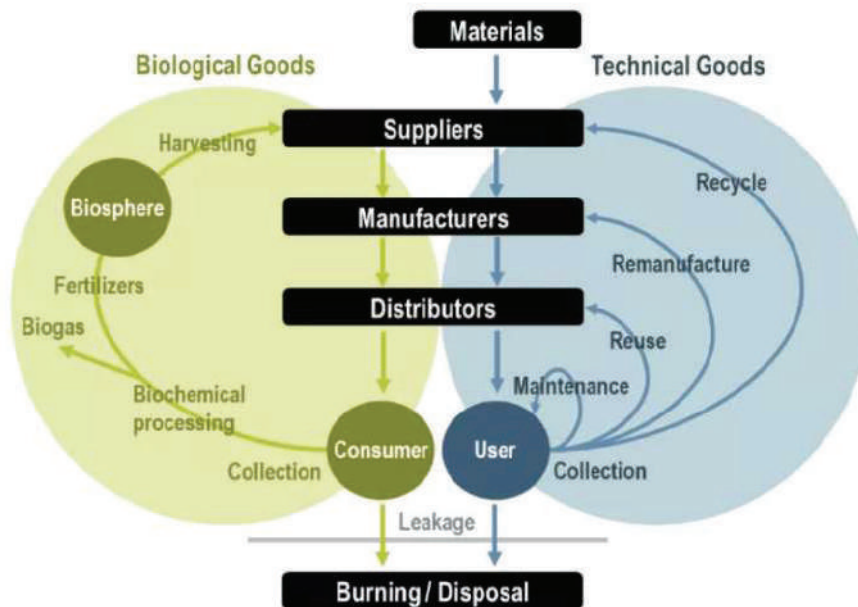 Materials
Biological Goods
Technical Goods
Harvesting
Suppliers
Recycle
Biosphere
Manufacturers
Remanufacture
Fertilizers
Distributors
Biogas
Reuse
Maintenance
Biochemical
processing
Consumer
User
Collection
Collection
Leakage
Burning / Disposal